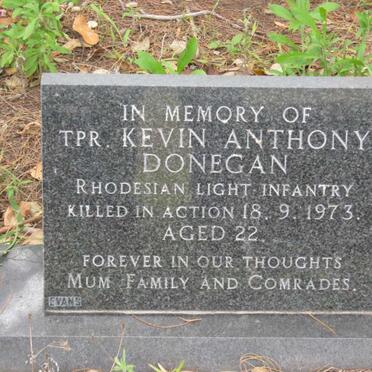 IN MEMORY OF
TPR. KEVIN ANTHONY
DONEGAN
RHODESIAN LIGHT INFANTRY
KILLED IN ACTION 18. 9. 1973.
AGED 22.
FOREVER IN OUR THOUGHTS
MUM FAMILY AND COMRADES.
EVANS